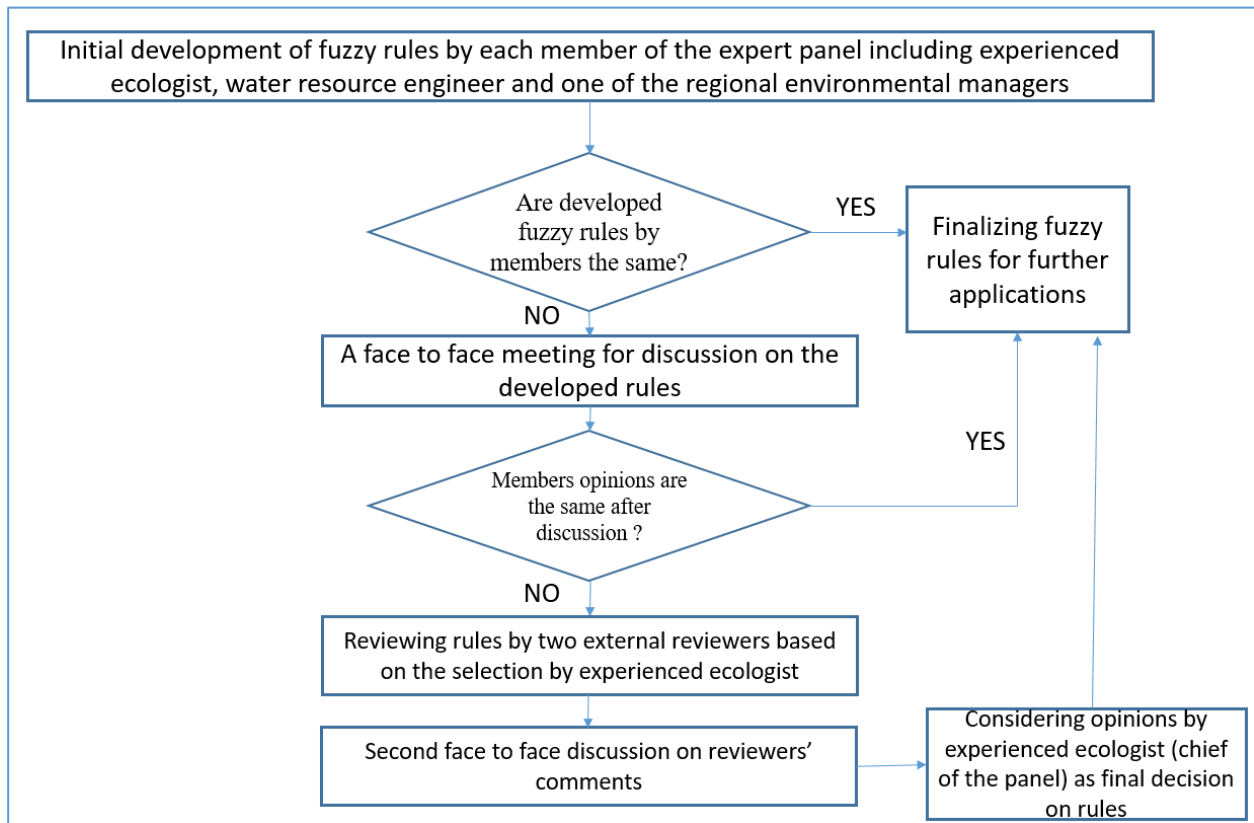 Initial development of fuzzy rules by each member of the expert panel including experienced
ecologist, water resource engineer and one of the regional environmental managers
Are developed
fuzzy rules by
members the same?
YES
Finalizing fuzzy
rules for further
applications
NO
A face to face meeting for discussion on the
developed rules
Members opinions are
the same after
discussion ?
YES
NO
Reviewing rules by two external reviewers based
on the selection by experienced ecologist
Second face to face discussion on reviewers’
comments
Considering opinions by
experienced ecologist (chief
of the panel) as final decision
on rules